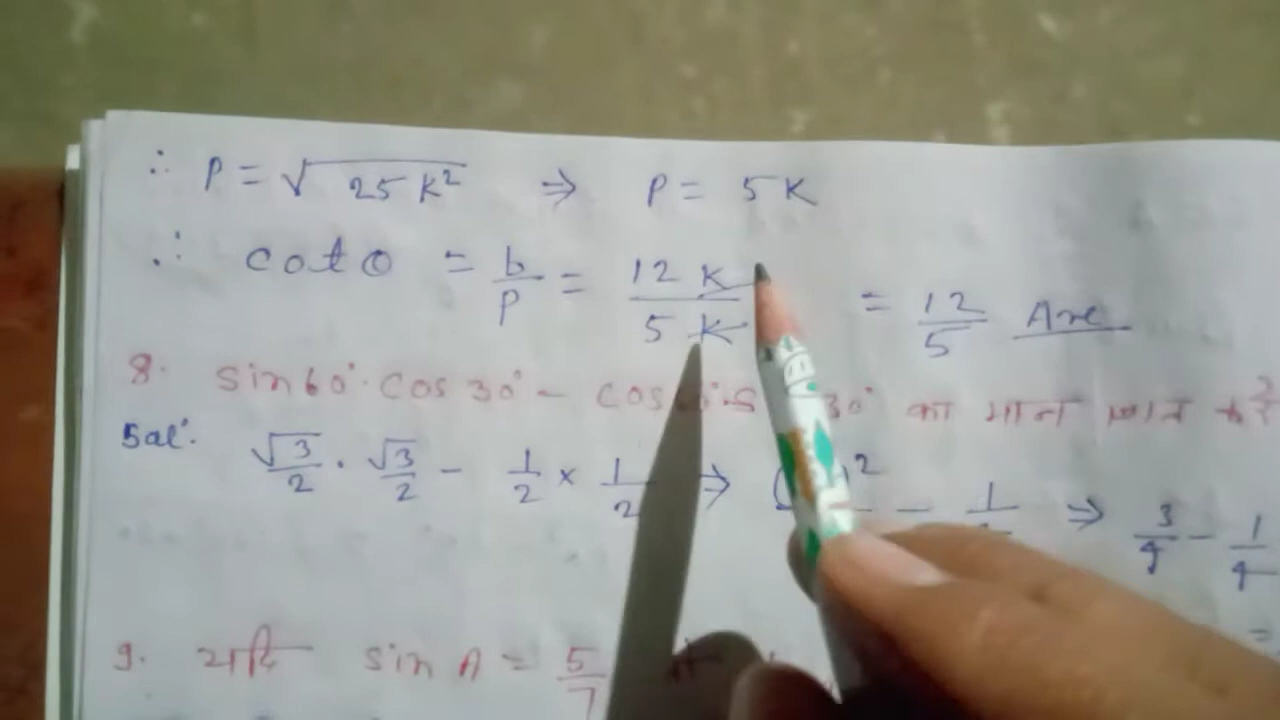 ∴ P = √25K² ⇒ P = 5K
∴ cotθ = b/P = 12K/5K = 12/5 Ans
8. Sin60°·Cos30° − Cos 30° का मान ज्ञात करें
Sol. √3/2 · √3/2 − 1/2 × 1/2 ⇒ ( )² − 1 ⇒ 3/4 − 1/4
=
9. यदि sin A = 5/7